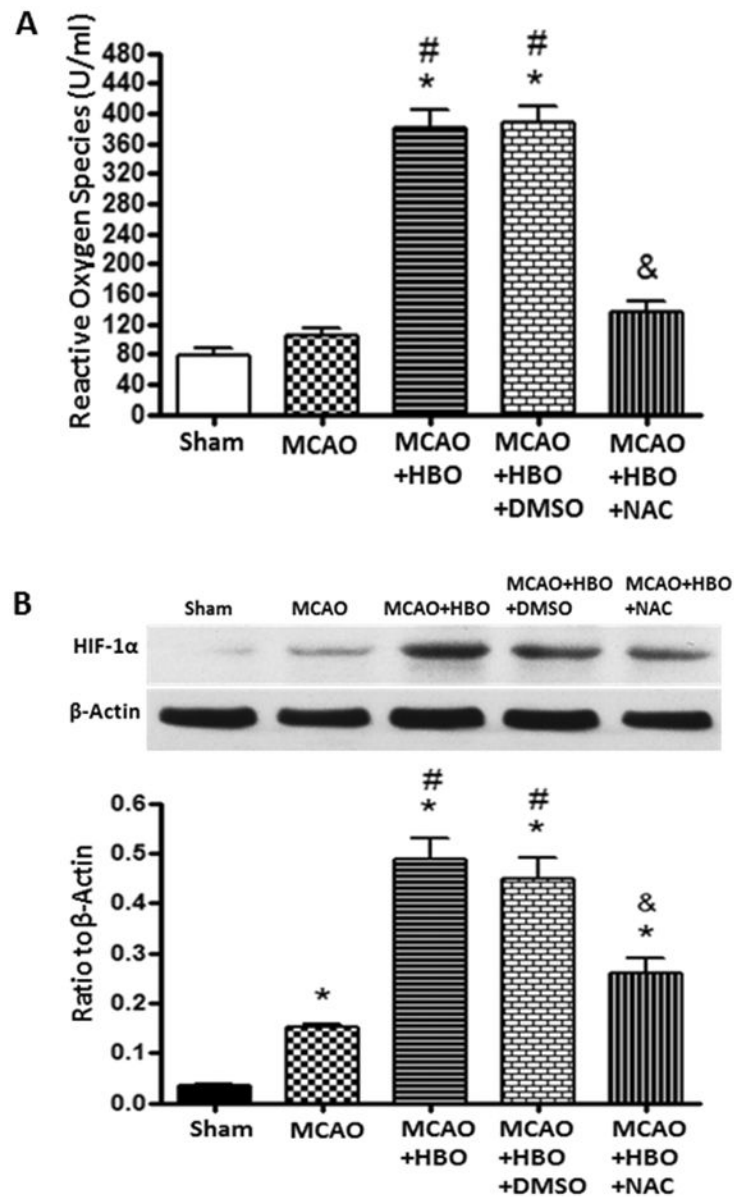 A
Reactive Oxygen Species (U/ml)
480
440
400
360
320
280
240
200
160
120
80
40
0
#
*
#
*
&
Sham
MCAO
MCAO
+HBO
MCAO
+HBO
+DMSO
MCAO
+HBO
+NAC
B
Sham
MCAO
MCAO+HBO
MCAO+HBO
+DMSO
MCAO+HBO
+NAC
HIF-1α
β-Actin
Ratio to β-Actin
0.6
0.5
0.4
0.3
0.2
0.1
0.0
*
#
*
#
*
&
*
Sham
MCAO
MCAO
+HBO
MCAO
+HBO
+DMSO
MCAO
+HBO
+NAC